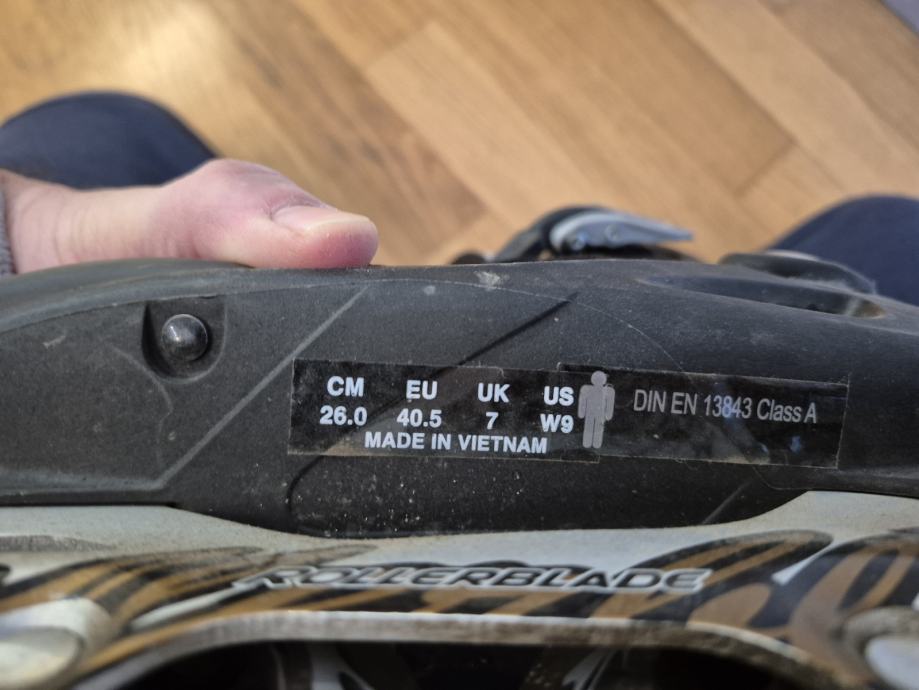 CM EU UK US
26.0 40.5 7 W9
MADE IN VIETNAM
DIN EN 13843 Class A
ROLLERBLADE